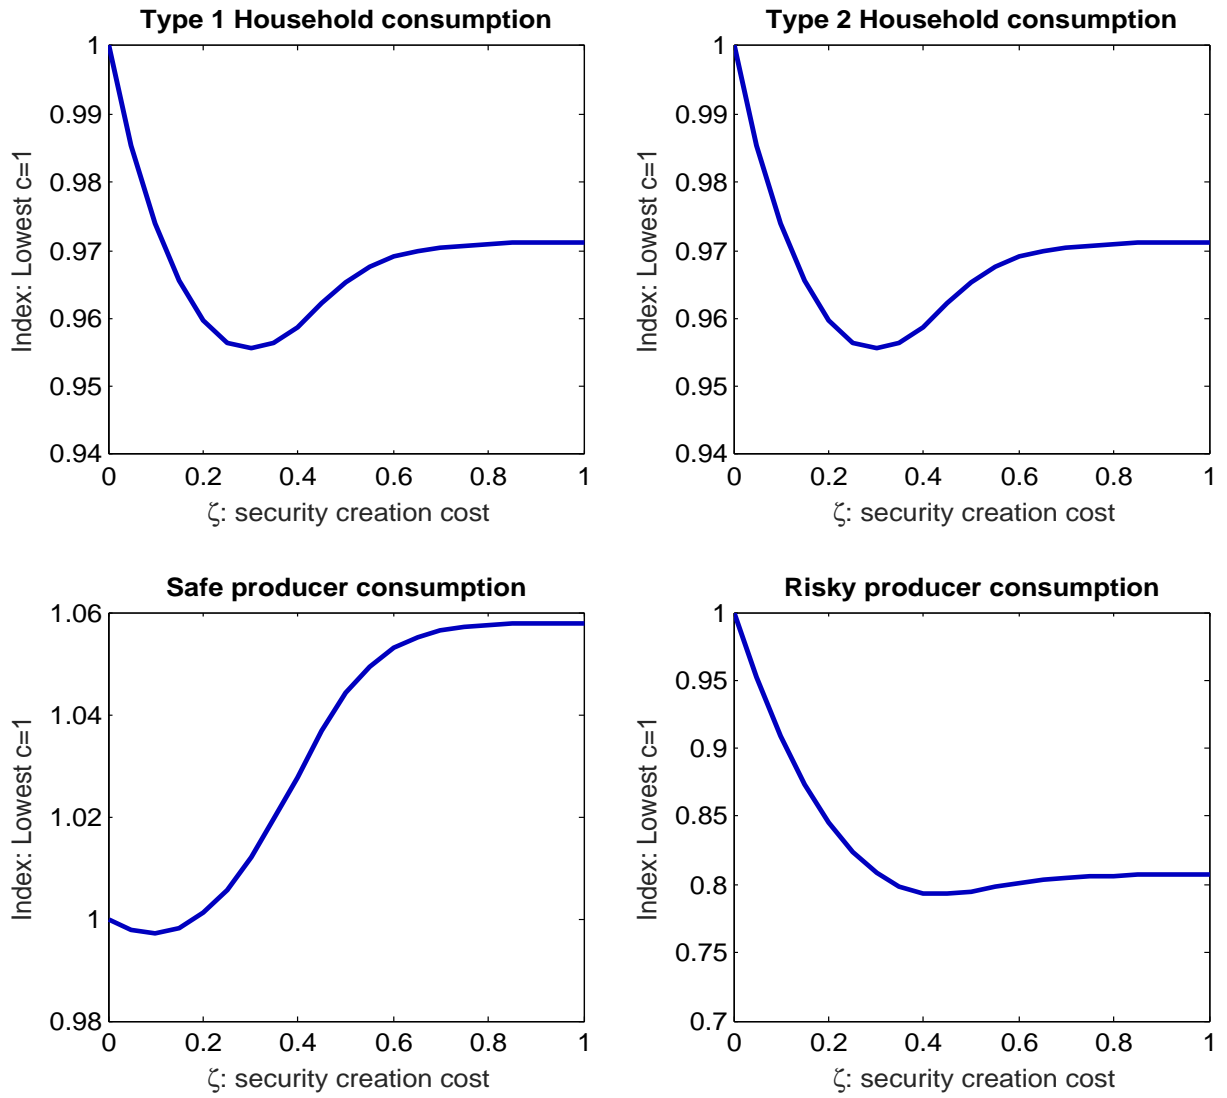 Type 1 Household consumption
Index: Lowest c=1
1
0.99
0.98
0.97
0.96
0.95
0.94
0 0.2 0.4 0.6 0.8 1
ζ: security creation cost
Type 2 Household consumption
Index: Lowest c=1
1
0.99
0.98
0.97
0.96
0.95
0.94
0 0.2 0.4 0.6 0.8 1
ζ: security creation cost
Safe producer consumption
Index: Lowest c=1
1.06
1.04
1.02
1
0.98
0 0.2 0.4 0.6 0.8 1
ζ: security creation cost
Risky producer consumption
Index: Lowest c=1
1
0.95
0.9
0.85
0.8
0.75
0.7
0 0.2 0.4 0.6 0.8 1
ζ: security creation cost